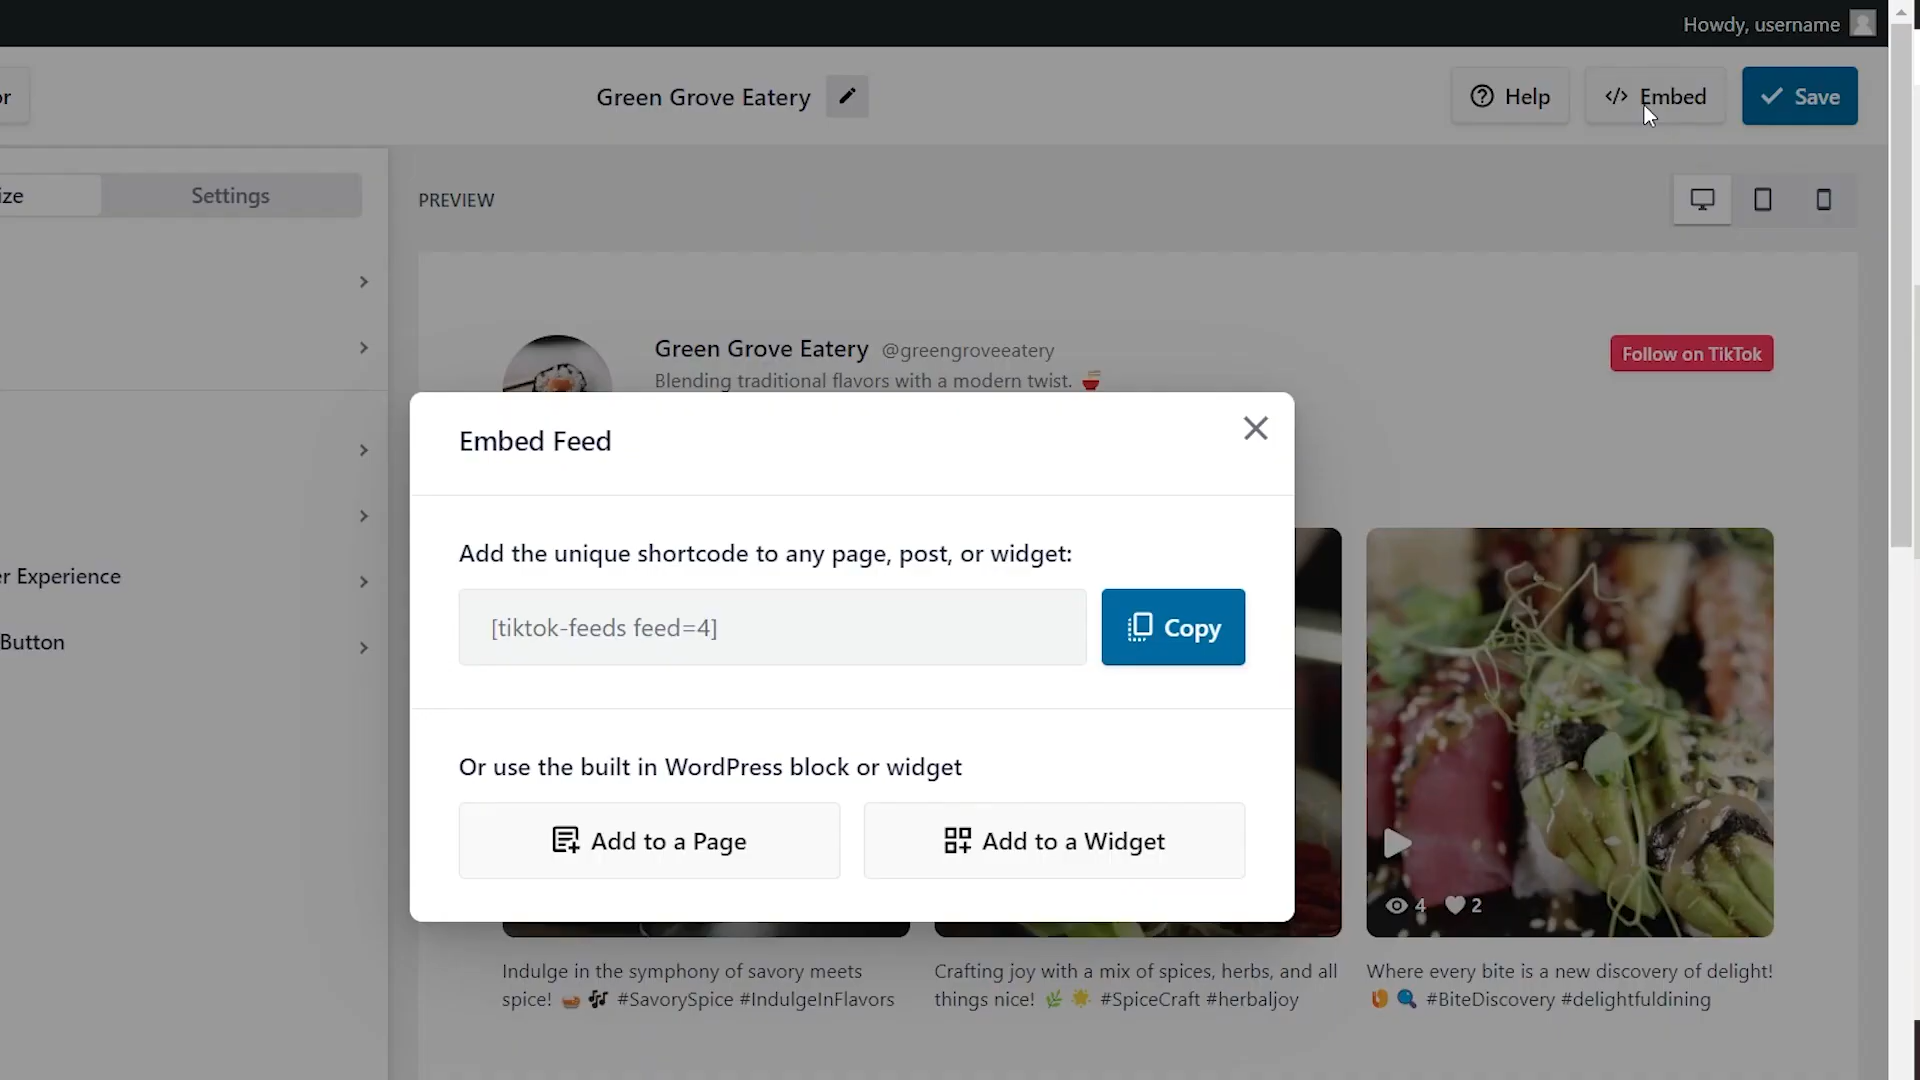 Howdy, username
or
Green Grove Eatery
Help
</> Embed
Save
ize
Settings
PREVIEW
Green Grove Eatery @greengroveeatery
Follow on TikTok
Blending traditional flavors with a modern twist. 🍜
Embed Feed
Add the unique shortcode to any page, post, or widget:
[tiktok-feeds feed=4]
Copy
er Experience
Button
Or use the built in WordPress block or widget
Add to a Page
Add to a Widget
4 2
Indulge in the symphony of savory meets
spice! 🍛 🎶 #SavorySpice #IndulgeInFlavors
Crafting joy with a mix of spices, herbs, and all
things nice! 🌿 🌟 #SpiceCraft #herbaljoy
Where every bite is a new discovery of delight!
🍤 🔍 #BiteDiscovery #delightfuldining